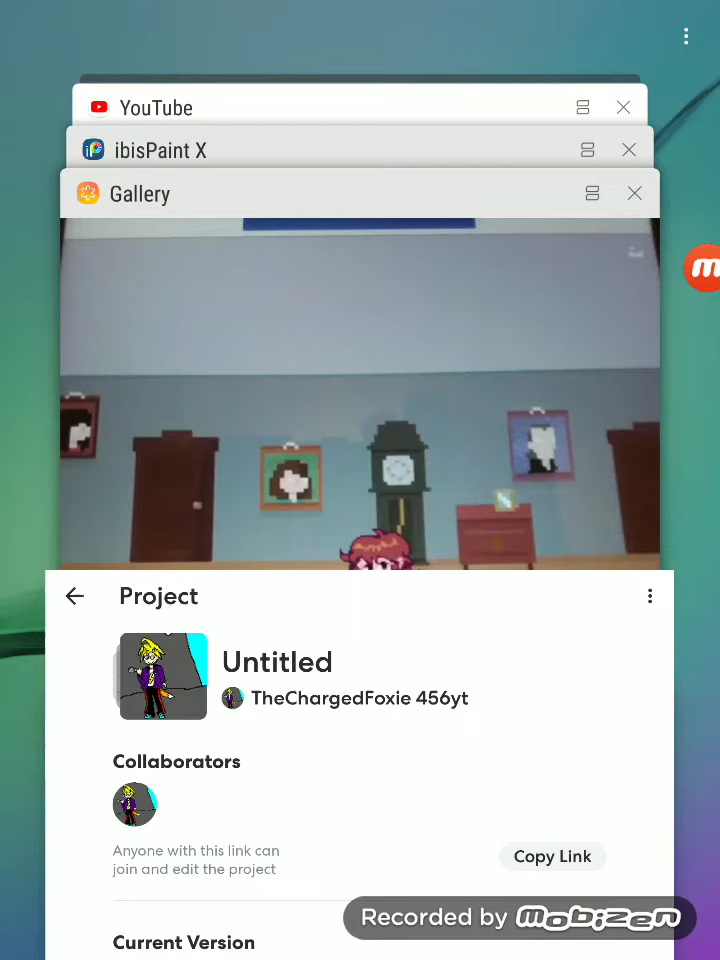 YouTube
ibisPaint X
Gallery
Project
Untitled
TheChargedFoxie 456yt
Collaborators
Anyone with this link can
join and edit the project
Copy Link
Recorded by mobizen
Current Version